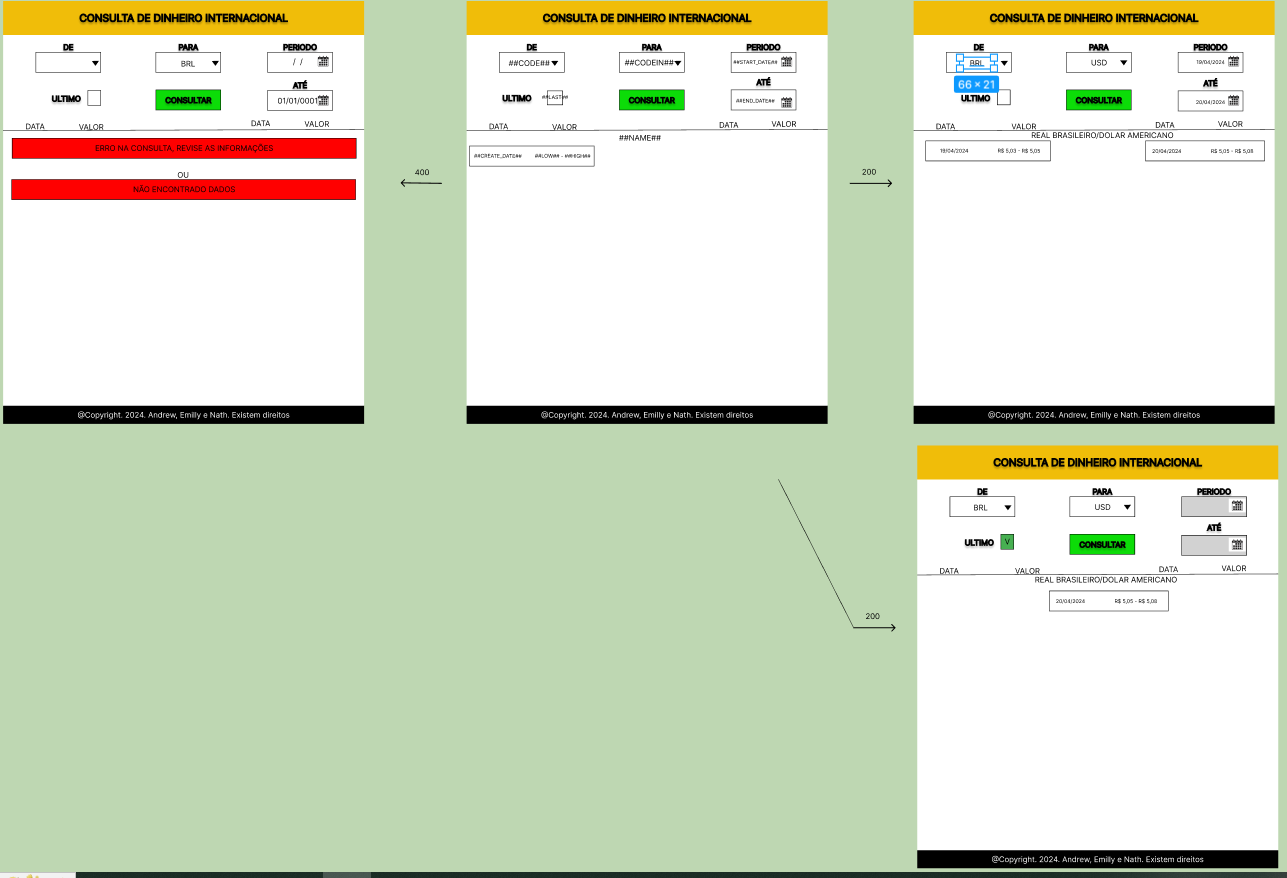 CONSULTA DE DINHEIRO INTERNACIONAL
DE
PARA
PERIODO
BRL
/ /
ATÉ
ULTIMO
CONSULTAR
01/01/0001
DATA
VALOR
DATA
VALOR
ERRO NA CONSULTA, REVISE AS INFORMAÇÕES
OU
NÃO ENCONTRADO DADOS
@Copyright. 2024. Andrew, Emilly e Nath. Existem direitos
400
CONSULTA DE DINHEIRO INTERNACIONAL
DE
PARA
PERIODO
##CODE##
##CODEIN##
##START_DATE##
ATÉ
ULTIMO
##LAST##
CONSULTAR
##END_DATE##
DATA
VALOR
DATA
VALOR
##NAME##
##CREATE_DATE##
##LOW## - ##HIGH##
@Copyright. 2024. Andrew, Emilly e Nath. Existem direitos
200
CONSULTA DE DINHEIRO INTERNACIONAL
DE
PARA
PERIODO
BRL
USD
19/04/2024
66 × 21
ATÉ
ULTIMO
CONSULTAR
20/04/2024
DATA
VALOR
DATA
VALOR
REAL BRASILEIRO/DOLAR AMERICANO
19/04/2024
R$ 5,03 - R$ 5,05
20/04/2024
R$ 5,05 - R$ 5,08
@Copyright. 2024. Andrew, Emilly e Nath. Existem direitos
200
CONSULTA DE DINHEIRO INTERNACIONAL
DE
PARA
PERIODO
BRL
USD
ATÉ
ULTIMO
V
CONSULTAR
DATA
VALOR
DATA
VALOR
REAL BRASILEIRO/DOLAR AMERICANO
20/04/2024
R$ 5,05 - R$ 5,08
@Copyright. 2024. Andrew, Emilly e Nath. Existem direitos